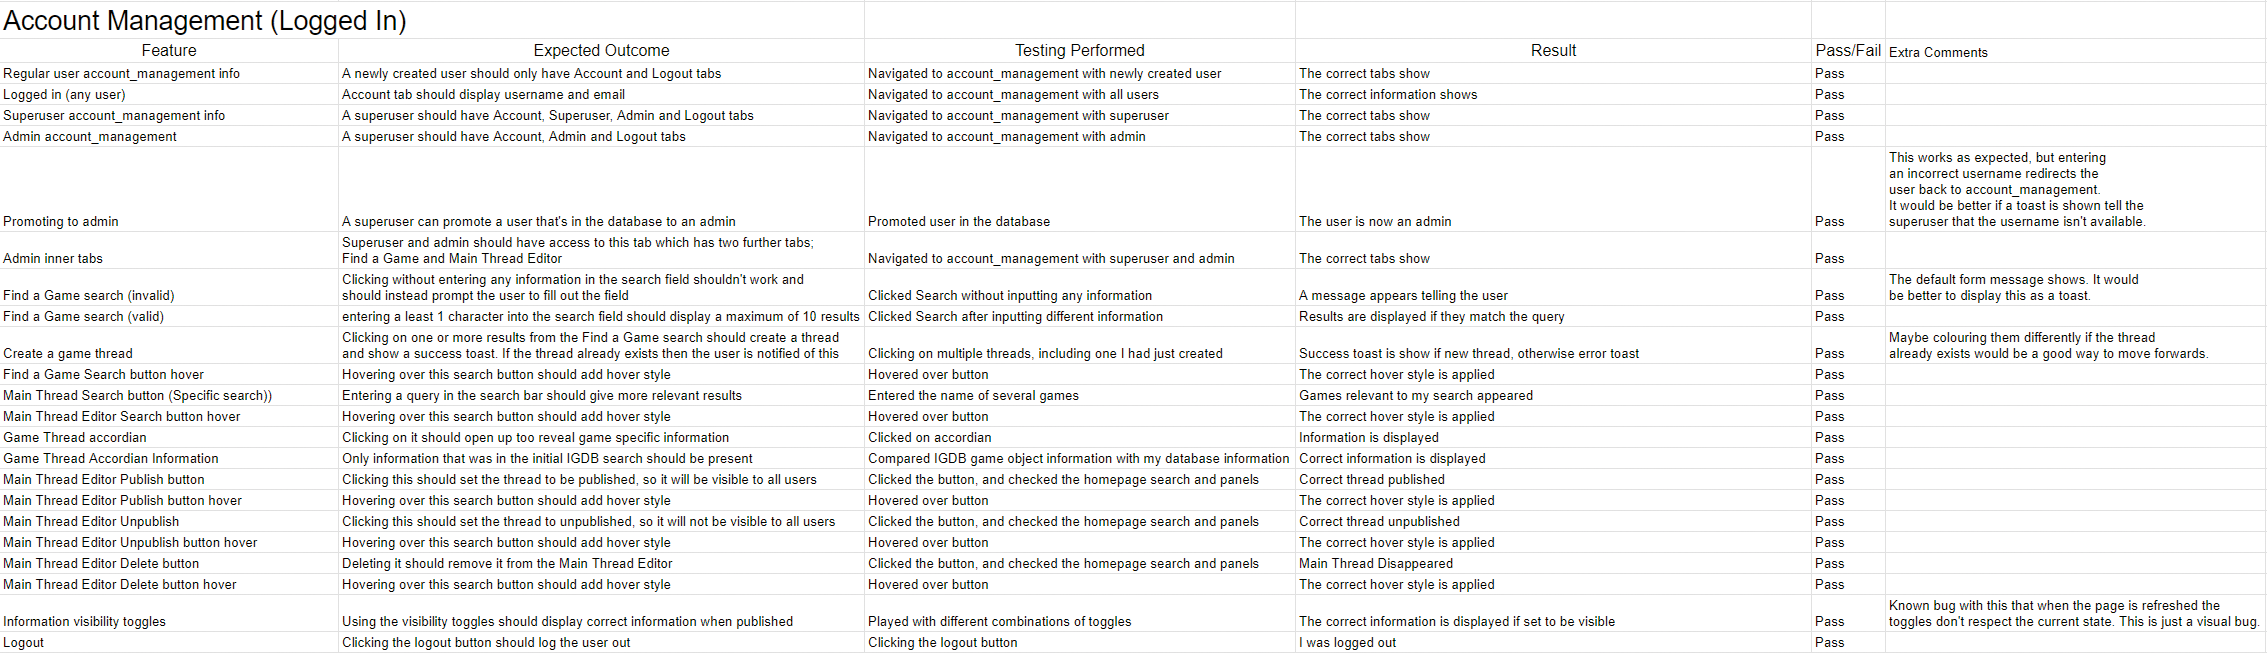 Account Management (Logged In)
Feature Expected Outcome Testing Performed Result Pass/Fail Extra Comments
Regular user account_management info A newly created user should only have Account and Logout tabs Navigated to account_management with newly created user The correct tabs show Pass
Logged in (any user) Account tab should display username and email Navigated to account_management with all users The correct information shows Pass
Superuser account_management info A superuser should have Account, Superuser, Admin and Logout tabs Navigated to account_management with superuser The correct tabs show Pass
Admin account_management A superuser should have Account, Admin and Logout tabs Navigated to account_management with admin The correct tabs show Pass
This works as expected, but entering
an incorrect username redirects the
user back to account_management.
It would be better if a toast is shown tell the
Promoting to admin A superuser can promote a user that's in the database to an admin Promoted user in the database The user is now an admin Pass superuser that the username isn't available.
Superuser and admin should have access to this tab which has two further tabs;
Admin inner tabs Find a Game and Main Thread Editor Navigated to account_management with superuser and admin The correct tabs show Pass
Clicking without entering any information in the search field shouldn't work and The default form message shows. It would
Find a Game search (invalid) should instead prompt the user to fill out the field Clicked Search without inputting any information A message appears telling the user Pass be better to display this as a toast.
Find a Game search (valid) entering a least 1 character into the search field should display a maximum of 10 results Clicked Search after inputting different information Results are displayed if they match the query Pass
Clicking on one or more results from the Find a Game search should create a thread Maybe colouring them differently if the thread
Create a game thread and show a success toast. If the thread already exists then the user is notified of this Clicking on multiple threads, including one I had just created Success toast is show if new thread, otherwise error toast Pass already exists would be a good way to move forwards.
Find a Game Search button hover Hovering over this search button should add hover style Hovered over button The correct hover style is applied Pass
Main Thread Search button (Specific search)) Entering a query in the search bar should give more relevant results Entered the name of several games Games relevant to my search appeared Pass
Main Thread Editor Search button hover Hovering over this search button should add hover style Hovered over button The correct hover style is applied Pass
Game Thread accordian Clicking on it should open up too reveal game specific information Clicked on accordian Information is displayed Pass
Game Thread Accordian Information Only information that was in the initial IGDB search should be present Compared IGDB game object information with my database information Correct information is displayed Pass
Main Thread Editor Publish button Clicking this should set the thread to be published, so it will be visible to all users Clicked the button, and checked the homepage search and panels Correct thread published Pass
Main Thread Editor Publish button hover Hovering over this search button should add hover style Hovered over button The correct hover style is applied Pass
Main Thread Editor Unpublish Clicking this should set the thread to unpublished, so it will not be visible to all users Clicked the button, and checked the homepage search and panels Correct thread unpublished Pass
Main Thread Editor Unpublish button hover Hovering over this search button should add hover style Hovered over button The correct hover style is applied Pass
Main Thread Editor Delete button Deleting it should remove it from the Main Thread Editor Clicked the button, and checked the homepage search and panels Main Thread Disappeared Pass
Main Thread Editor Delete button hover Hovering over this search button should add hover style Hovered over button The correct hover style is applied Pass
Known bug with this that when the page is refreshed the
Information visibility toggles Using the visibility toggles should display correct information when published Played with different combinations of toggles The correct information is displayed if set to be visible Pass toggles don't respect the current state. This is just a visual bug.
Logout Clicking the logout button should log the user out Clicking the logout button I was logged out Pass